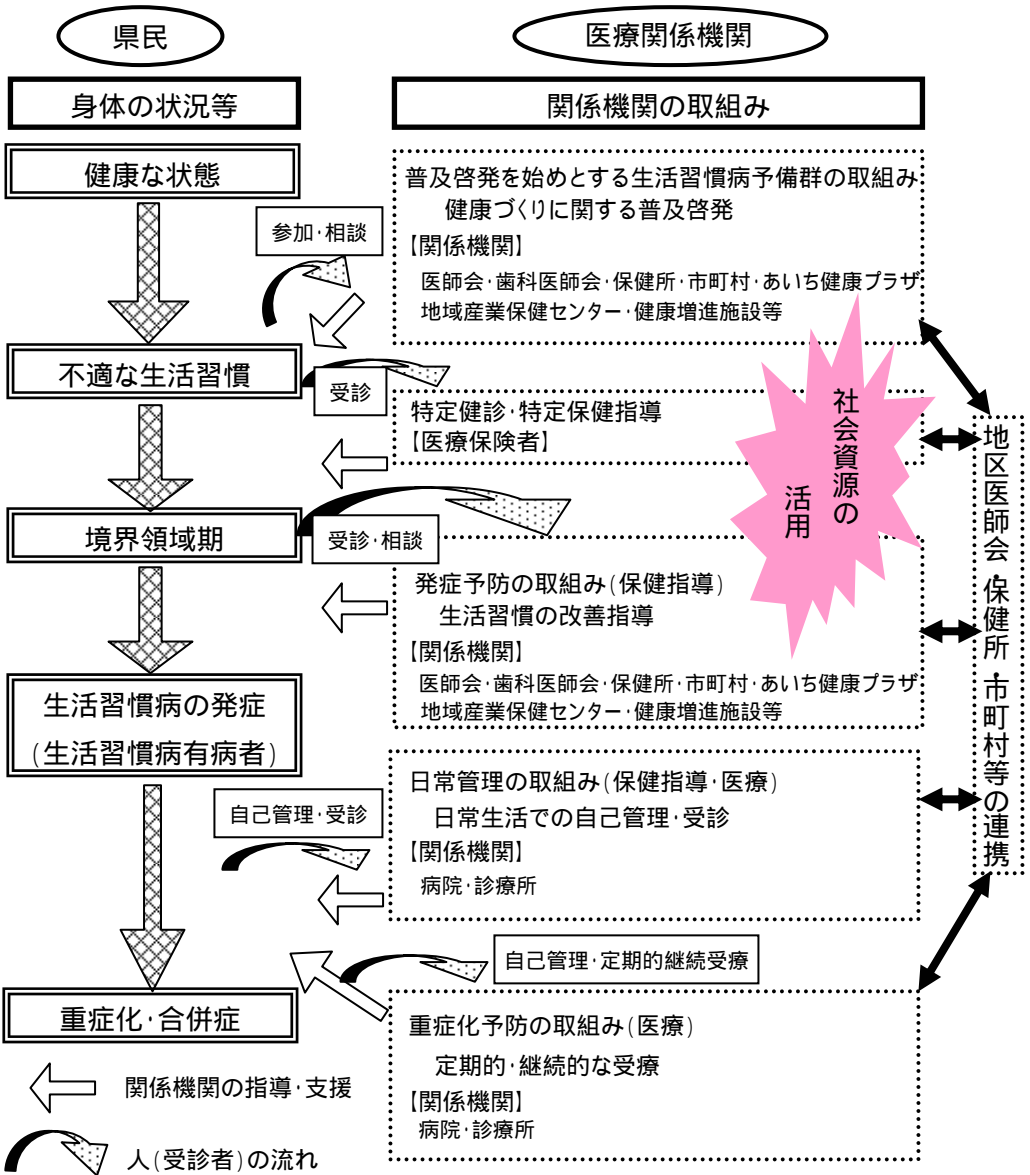 県民
医療関係機関
身体の状況等
関係機関の取組み
健康な状態
普及啓発を始めとする生活習慣病予備群の取組み
健康づくりに関する普及啓発
【関係機関】
医師会・歯科医師会・保健所・市町村・あいち健康プラザ
地域産業保健センター・健康増進施設等
参加・相談
不適な生活習慣
受診
特定健診・特定保健指導
【医療保険者】
社会資源の
活用
境界領域期
受診・相談
発症予防の取組み(保健指導)
生活習慣の改善指導
【関係機関】
医師会・歯科医師会・保健所・市町村・あいち健康プラザ
地域産業保健センター・健康増進施設等
地区医師会・保健所・市町村等の連携
生活習慣病の発症
(生活習慣病有病者)
自己管理・受診
日常管理の取組み(保健指導・医療)
日常生活での自己管理・受診
【関係機関】
病院・診療所
自己管理・定期的継続受療
重症化・合併症
重症化予防の取組み(医療)
定期的・継続的な受療
【関係機関】
病院・診療所
関係機関の指導・支援
人(受診者)の流れ